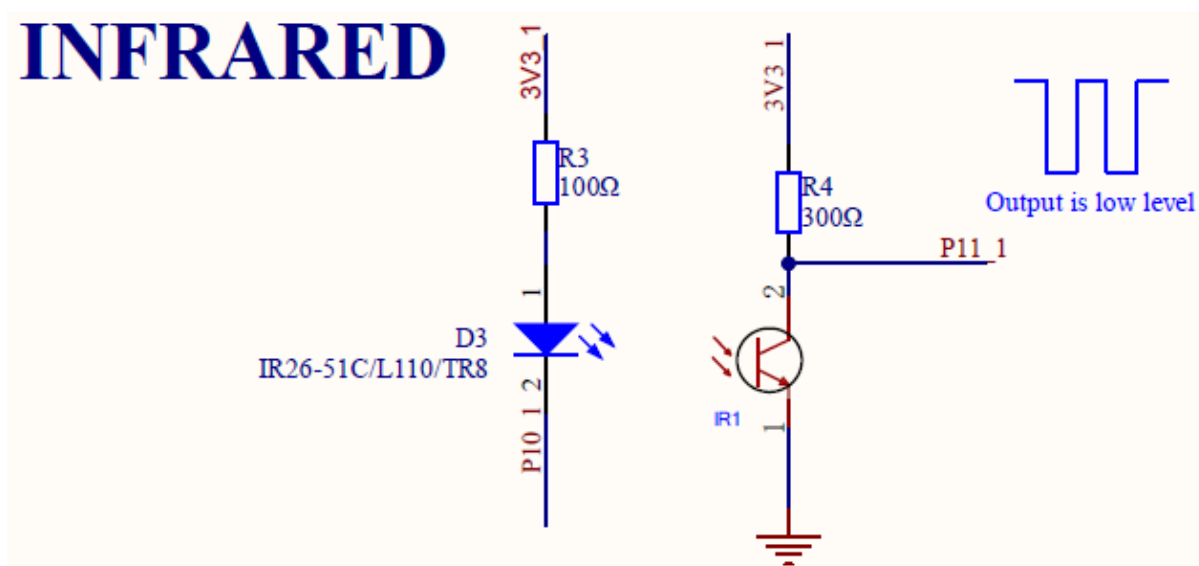 INFRARED
3V3_1
R3
100Ω
1
D3
IR26-51C/L110/TR8
2
P10_1
3V3_1
R4
300Ω
P11_1
2
IR1
1
Output is low level